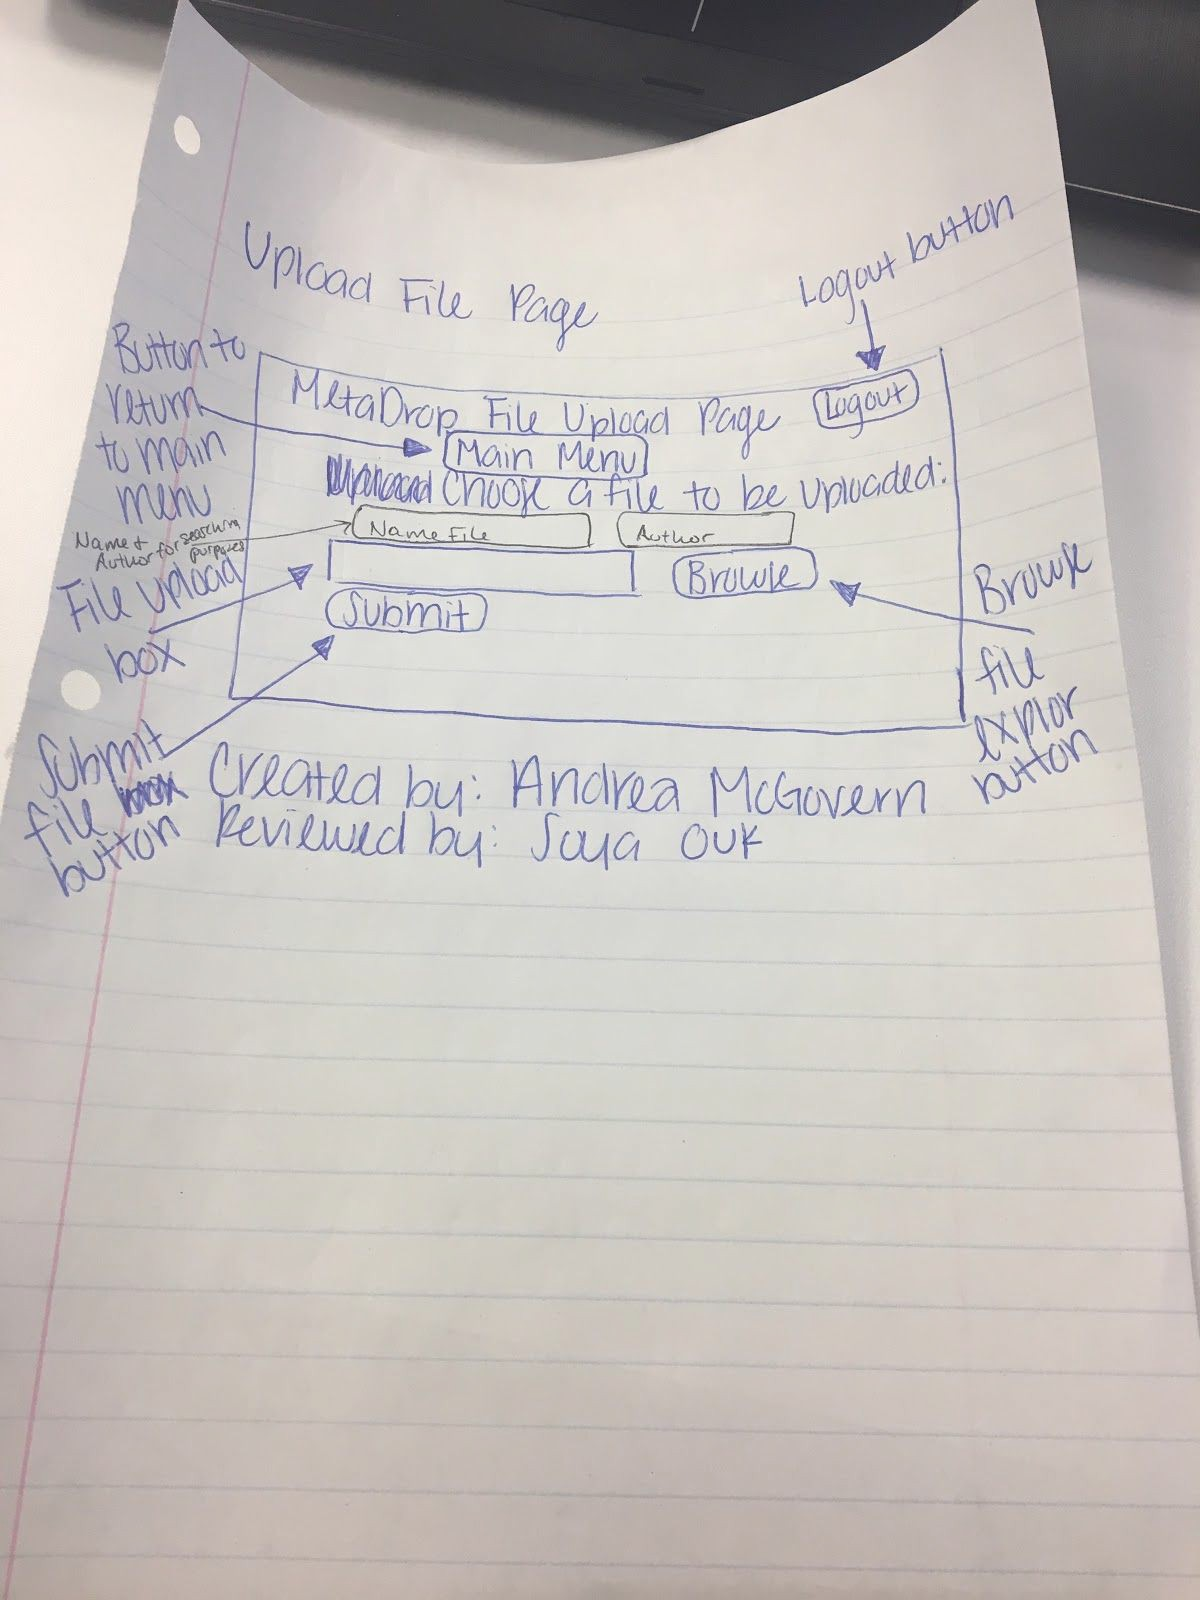 Upload File Page
Logout button
Button to
return
to main
menu
MetaDrop File Upload Page
Logout
Main Menu
Choose a file to be uploaded:
Name File
Author
Name +
Author for searching
purposes
File upload
box
Browse
Submit
Browse
file
explor
button
Submit
file
button
Created by: Andrea McGovern
Reviewed by: Soya Ouk